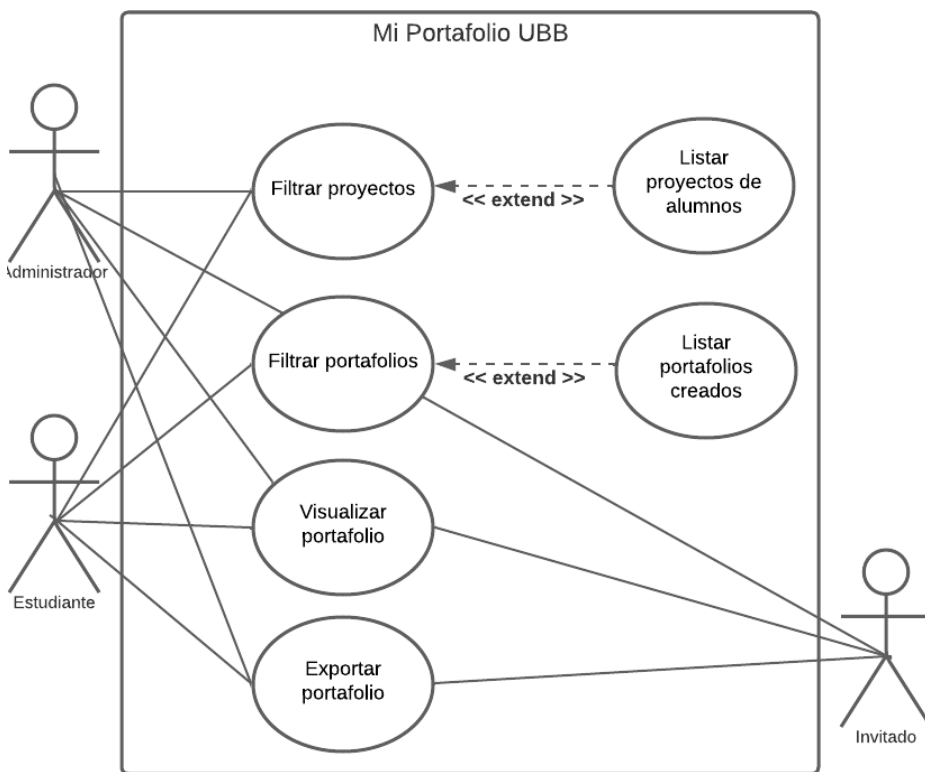 Mi Portafolio UBB
Filtrar proyectos
<< extend >>
Listar
proyectos de
alumnos
Administrador
Filtrar portafolios
<< extend >>
Listar
portafolios
creados
Visualizar
portafolio
Estudiante
Exportar
portafolio
Invitado